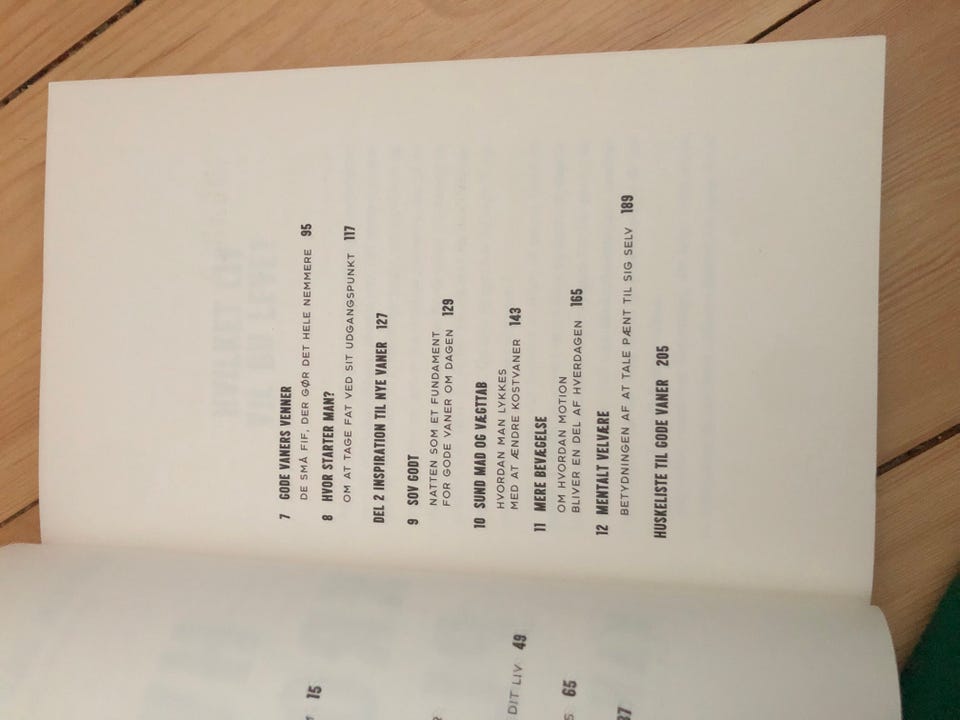 15
?
DIT LIV 49
65
37
7 GODE VANERS VENNER
DE SMÅ FIF, DER GØR DET HELE NEMMERE 95
8 HVOR STARTER MAN?
OM AT TAGE FAT VED SIT UDGANGSPUNKT 117
DEL 2 INSPIRATION TIL NYE VANER 127
9 SOV GODT
NATTEN SOM ET FUNDAMENT
FOR GODE VANER OM DAGEN 129
10 SUND MAD OG VÆGTTAB
HVORDAN MAN LYKKES
MED AT ÆNDRE KOSTVANER 143
11 MERE BEVÆGELSE
OM HVORDAN MOTION
BLIVER EN DEL AF HVERDAGEN 165
12 MENTALT VELVÆRE
BETYDNINGEN AF AT TALE PÆNT TIL SIG SELV 189
HUSKELISTE TIL GODE VANER 205